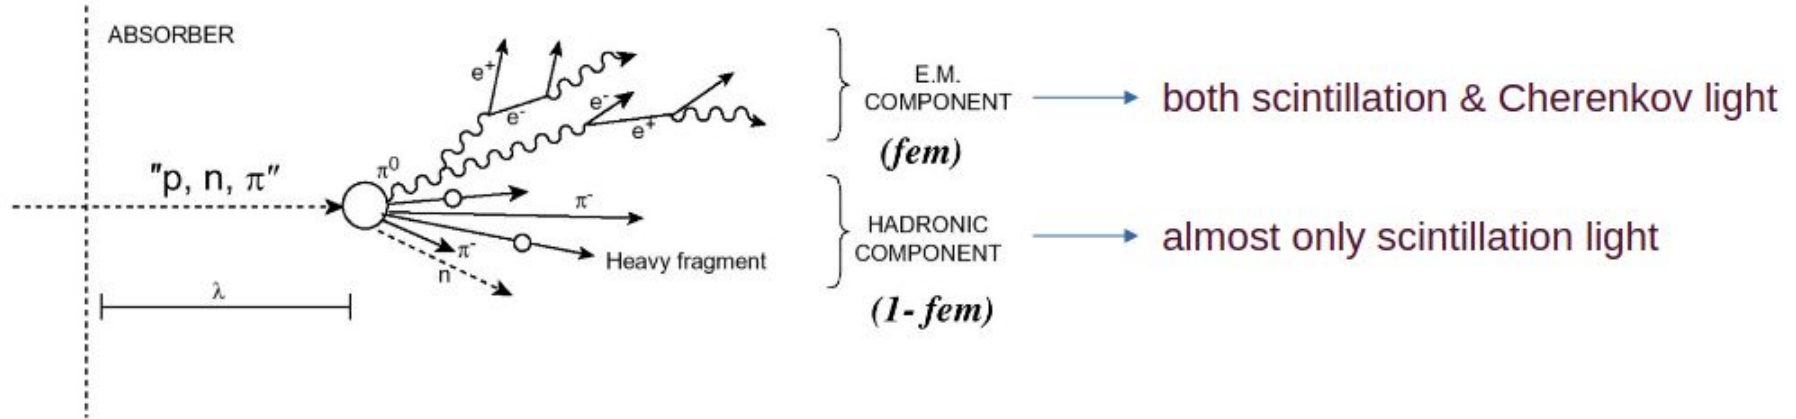 ABSORBER
"p, n, π"
λ
π⁰
e⁺
e⁻
e⁻
e⁺
π⁻
π⁻
n
Heavy fragment
E.M.
COMPONENT
(fem)
both scintillation & Cherenkov light
HADRONIC
COMPONENT
(1- fem)
almost only scintillation light